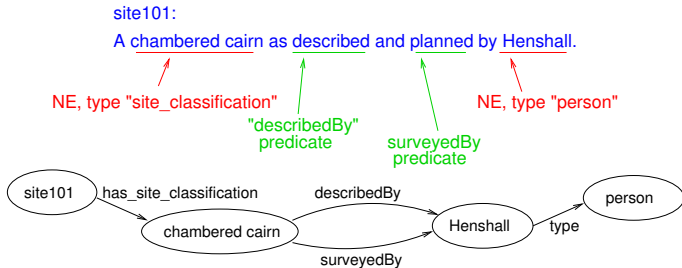 site101:
A chambered cairn as described and planned by Henshall.
NE, type "site_classification"
"describedBy"
predicate
surveyedBy
predicate
NE, type "person"
site101
has_site_classification
chambered cairn
describedBy
surveyedBy
Henshall
type
person